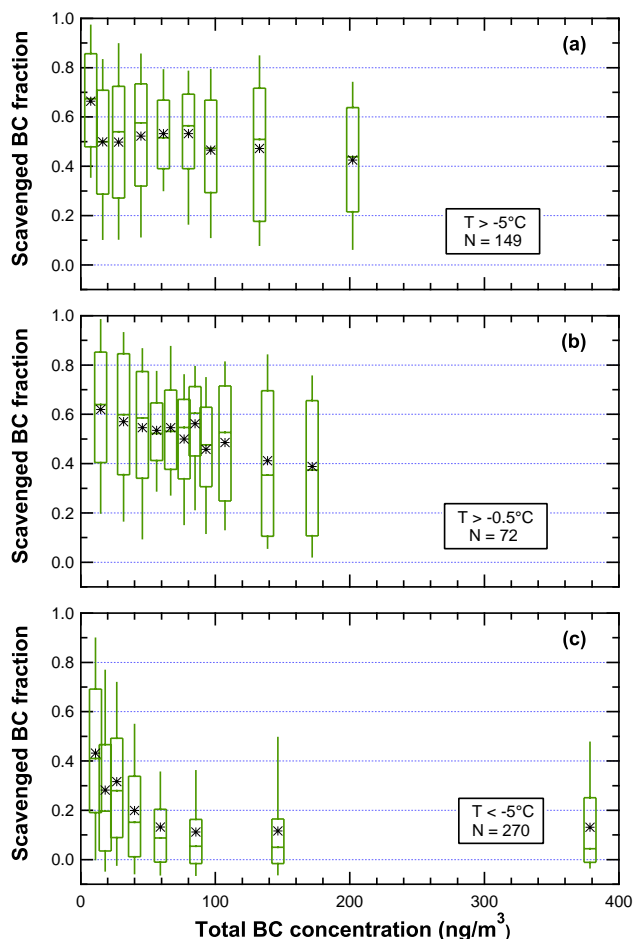 1.0
0.8
0.6
0.4
0.2
0.0
Scavenged BC fraction
(a)
T > -5°C
N = 149
1.0
0.8
0.6
0.4
0.2
0.0
Scavenged BC fraction
(b)
T > -0.5°C
N = 72
1.0
0.8
0.6
0.4
0.2
0.0
Scavenged BC fraction
(c)
T < -5°C
N = 270
0 100 200 300 400
Total BC concentration (ng/m³)